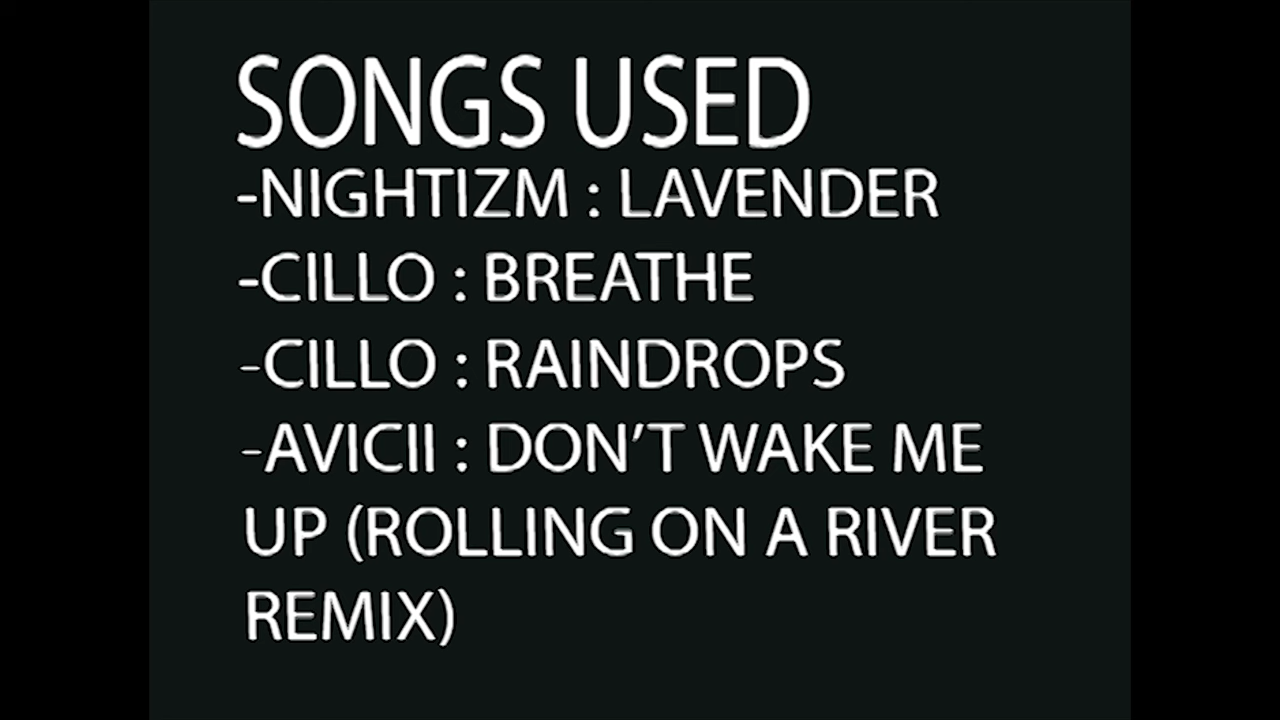 SONGS USED
-NIGHTIZM : LAVENDER
-CILLO : BREATHE
-CILLO : RAINDROPS
-AVICII : DON’T WAKE ME
UP (ROLLING ON A RIVER
REMIX)